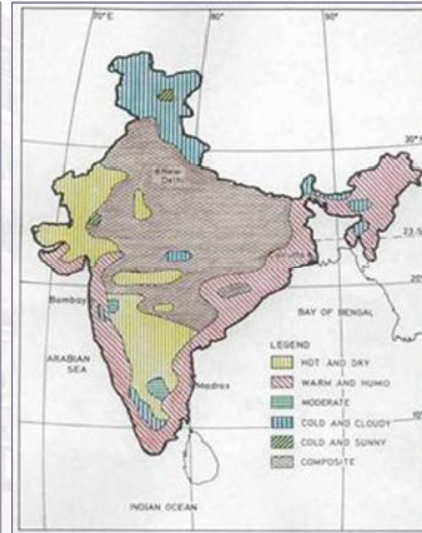 70°E
80°
90°
30°N
New Delhi
23.5
20°
Bombay
BAY OF BENGAL
ARABIAN SEA
Madras
10°
LEGEND
HOT AND DRY
WARM AND HUMID
MODERATE
COLD AND CLOUDY
COLD AND SUNNY
COMPOSITE
INDIAN OCEAN